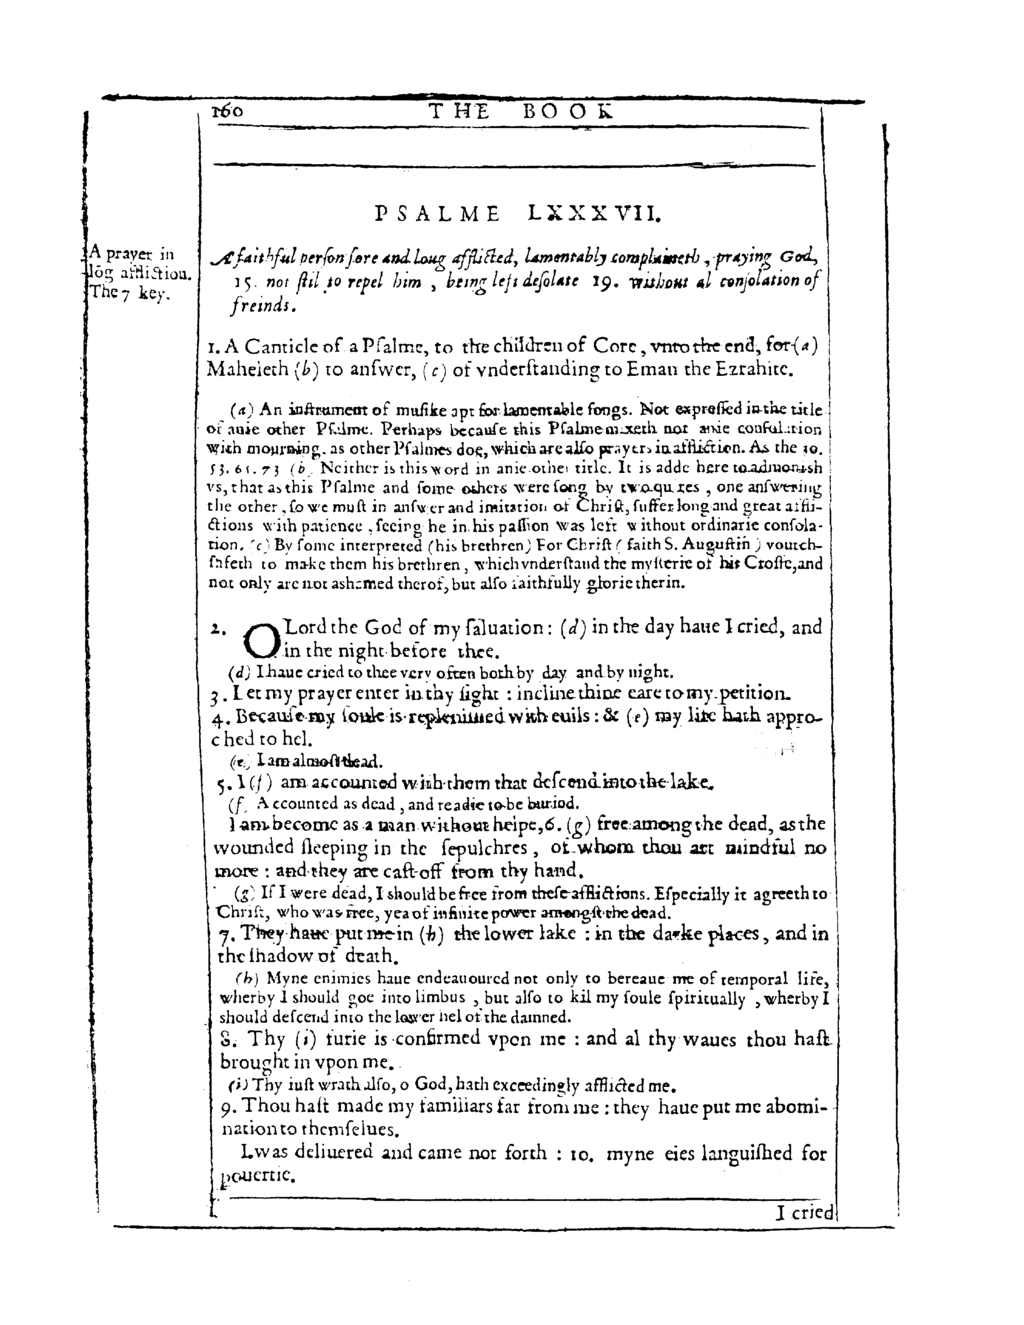 160 THE BOOK
PSALME LXXXVII.
A prayer in
lõg affliction.
The 7 key.
A faithful person sore and long afflicted, lamentably complaineth, praying God,
15. not stil to repel him, being left desolate 19. without al consolation of
freinds.
1. A Canticle of a Psalme, to the children of Core, vnto the end, for (a)
Maheleth (b) to answer, (c) of vnderstanding to Eman the Ezrahite.
(a) An instrument of musike apt for lamentable songs. Not expressed in the title
of anie other Psalme. Perhaps because this Psalme mixeth not anie consolation
with mourning, as other Psalmes doe, which are also prayers in affliction. As the 10.
53. 61. 73 (b) Neither is this word in anie other title. It is adde here to admonish
vs, that as this Psalme and some others were song by two quires, one answering
the other, so we must in answer and imitation of Christ, suffer long and great affli-
ctions with patience, seeing he in his passion was left without ordinarie consola-
tion. (c) By some interpreted (his brethren) For Christ (saith S. Augustin) voutch-
safeth to make them his brethren, which vnderstand the mysterie of his Crosse, and
not only are not ashamed therof, but also faithfully glorie therin.
2. O Lord the God of my saluation: (d) in the day haue I cried, and
in the night before thee.
(d) I haue cried to thee very often both by day and by night.
3. Let my prayer enter in thy sight: incline thine eare to my petition.
4. Because my soule is replenished with euils: & (e) my life hath appro-
ched to hel.
(e) I am almost dead.
5. I (f) am accounted with them that descend into the lake,
(f. Accounted as dead, and readie to be buried.
I am become as a man without helpe, 6. (g) free among the dead, as the
wounded sleeping in the sepulchres, of whom thou art mindful no
more: and they are cast off from thy hand.
(g) If I were dead, I should be free from these afflictions. Especially it agreeth to
Christ, who was free, yea of infinite power amongst the dead.
7. They haue put me in (h) the lower lake: in the darke places, and in
the shadow of death.
(h) Myne enimies haue endeauoured not only to bereaue me of temporal life,
wherby I should goe into limbus, but also to kil my soule spiritually, wherby I
should descend into the lower hel of the damned.
8. Thy (i) furie is confirmed vpon me: and al thy waues thou hast
brought in vpon me.
(i) Thy iust wrath also, o God, hath exceedingly afflicted me.
9. Thou hast made my familiars far from me: they haue put me abomi-
nation to themselues.
I was deliuered and came not forth: 10. myne eies languished for
pouertie.
I cried